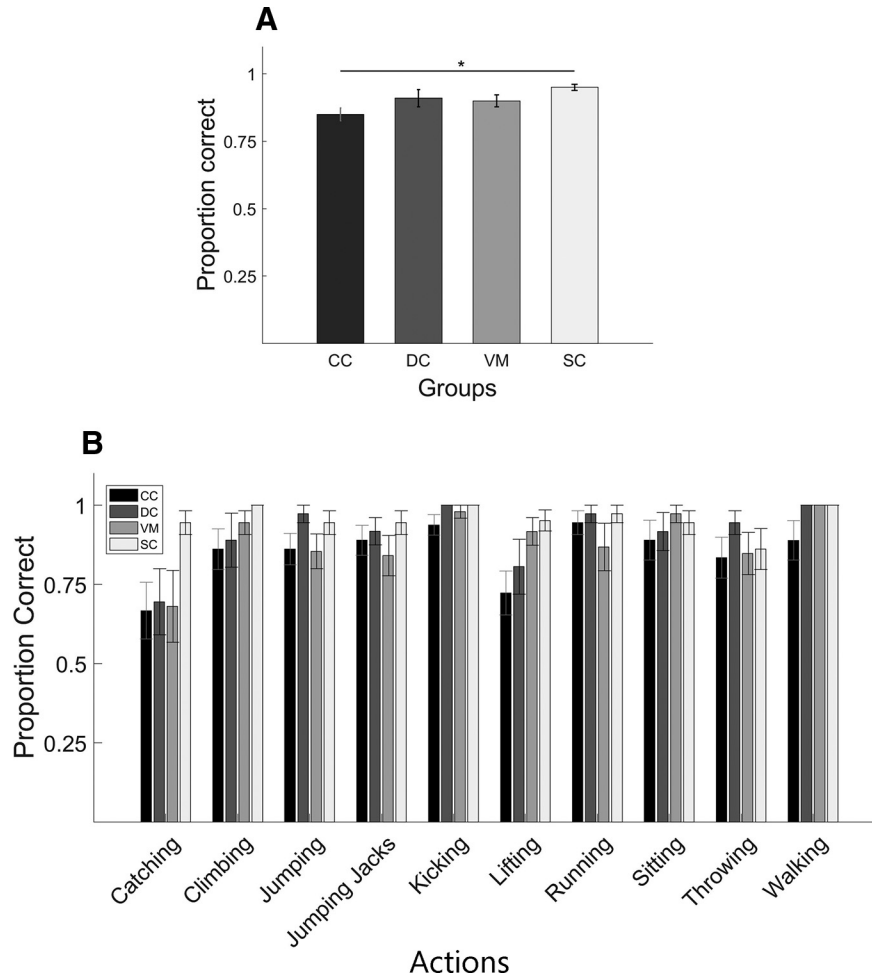 A
*
1
0.75
0.5
0.25
Proportion correct
CC DC VM SC
Groups
B
CC
DC
VM
SC
1
0.75
0.5
0.25
Proportion Correct
Catching Climbing Jumping Jumping Jacks Kicking Lifting Running Sitting Throwing Walking
Actions